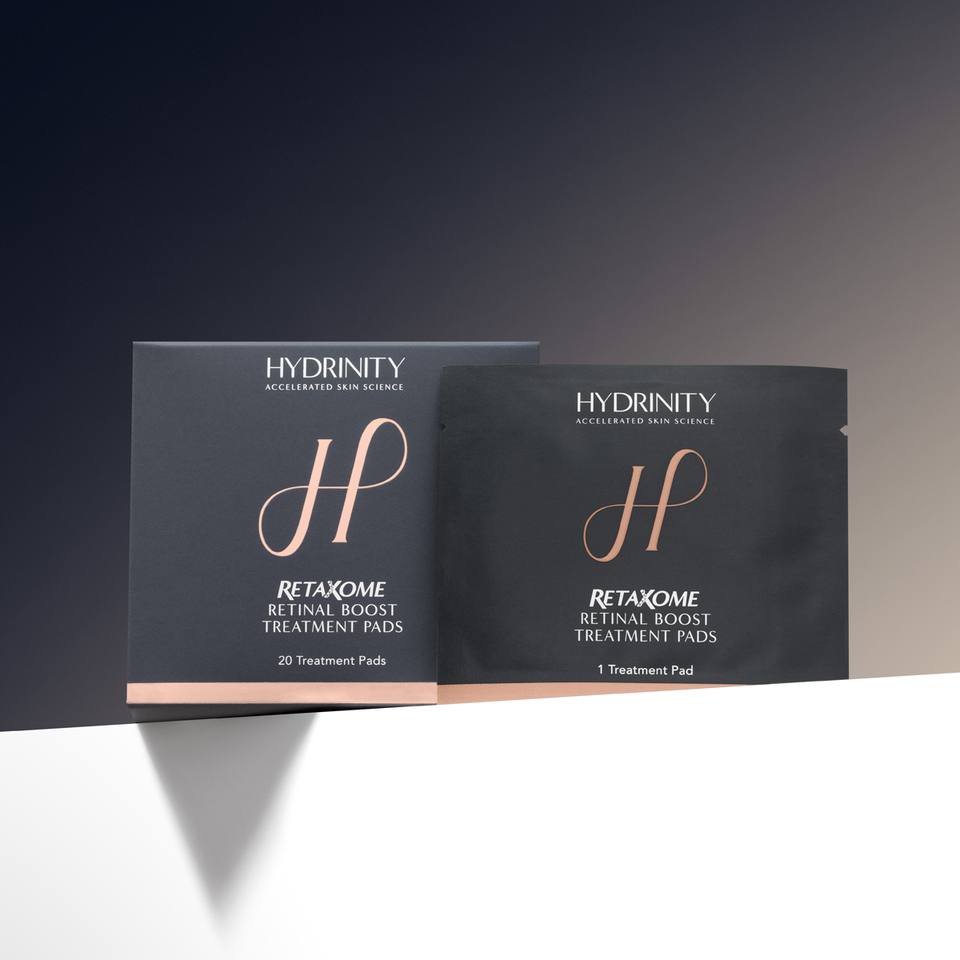 HYDRINITY
ACCELERATED SKIN SCIENCE
H
RETAXOME
RETINAL BOOST
TREATMENT PADS
20 Treatment Pads
HYDRINITY
ACCELERATED SKIN SCIENCE
H
RETAXOME
RETINAL BOOST
TREATMENT PADS
1 Treatment Pad